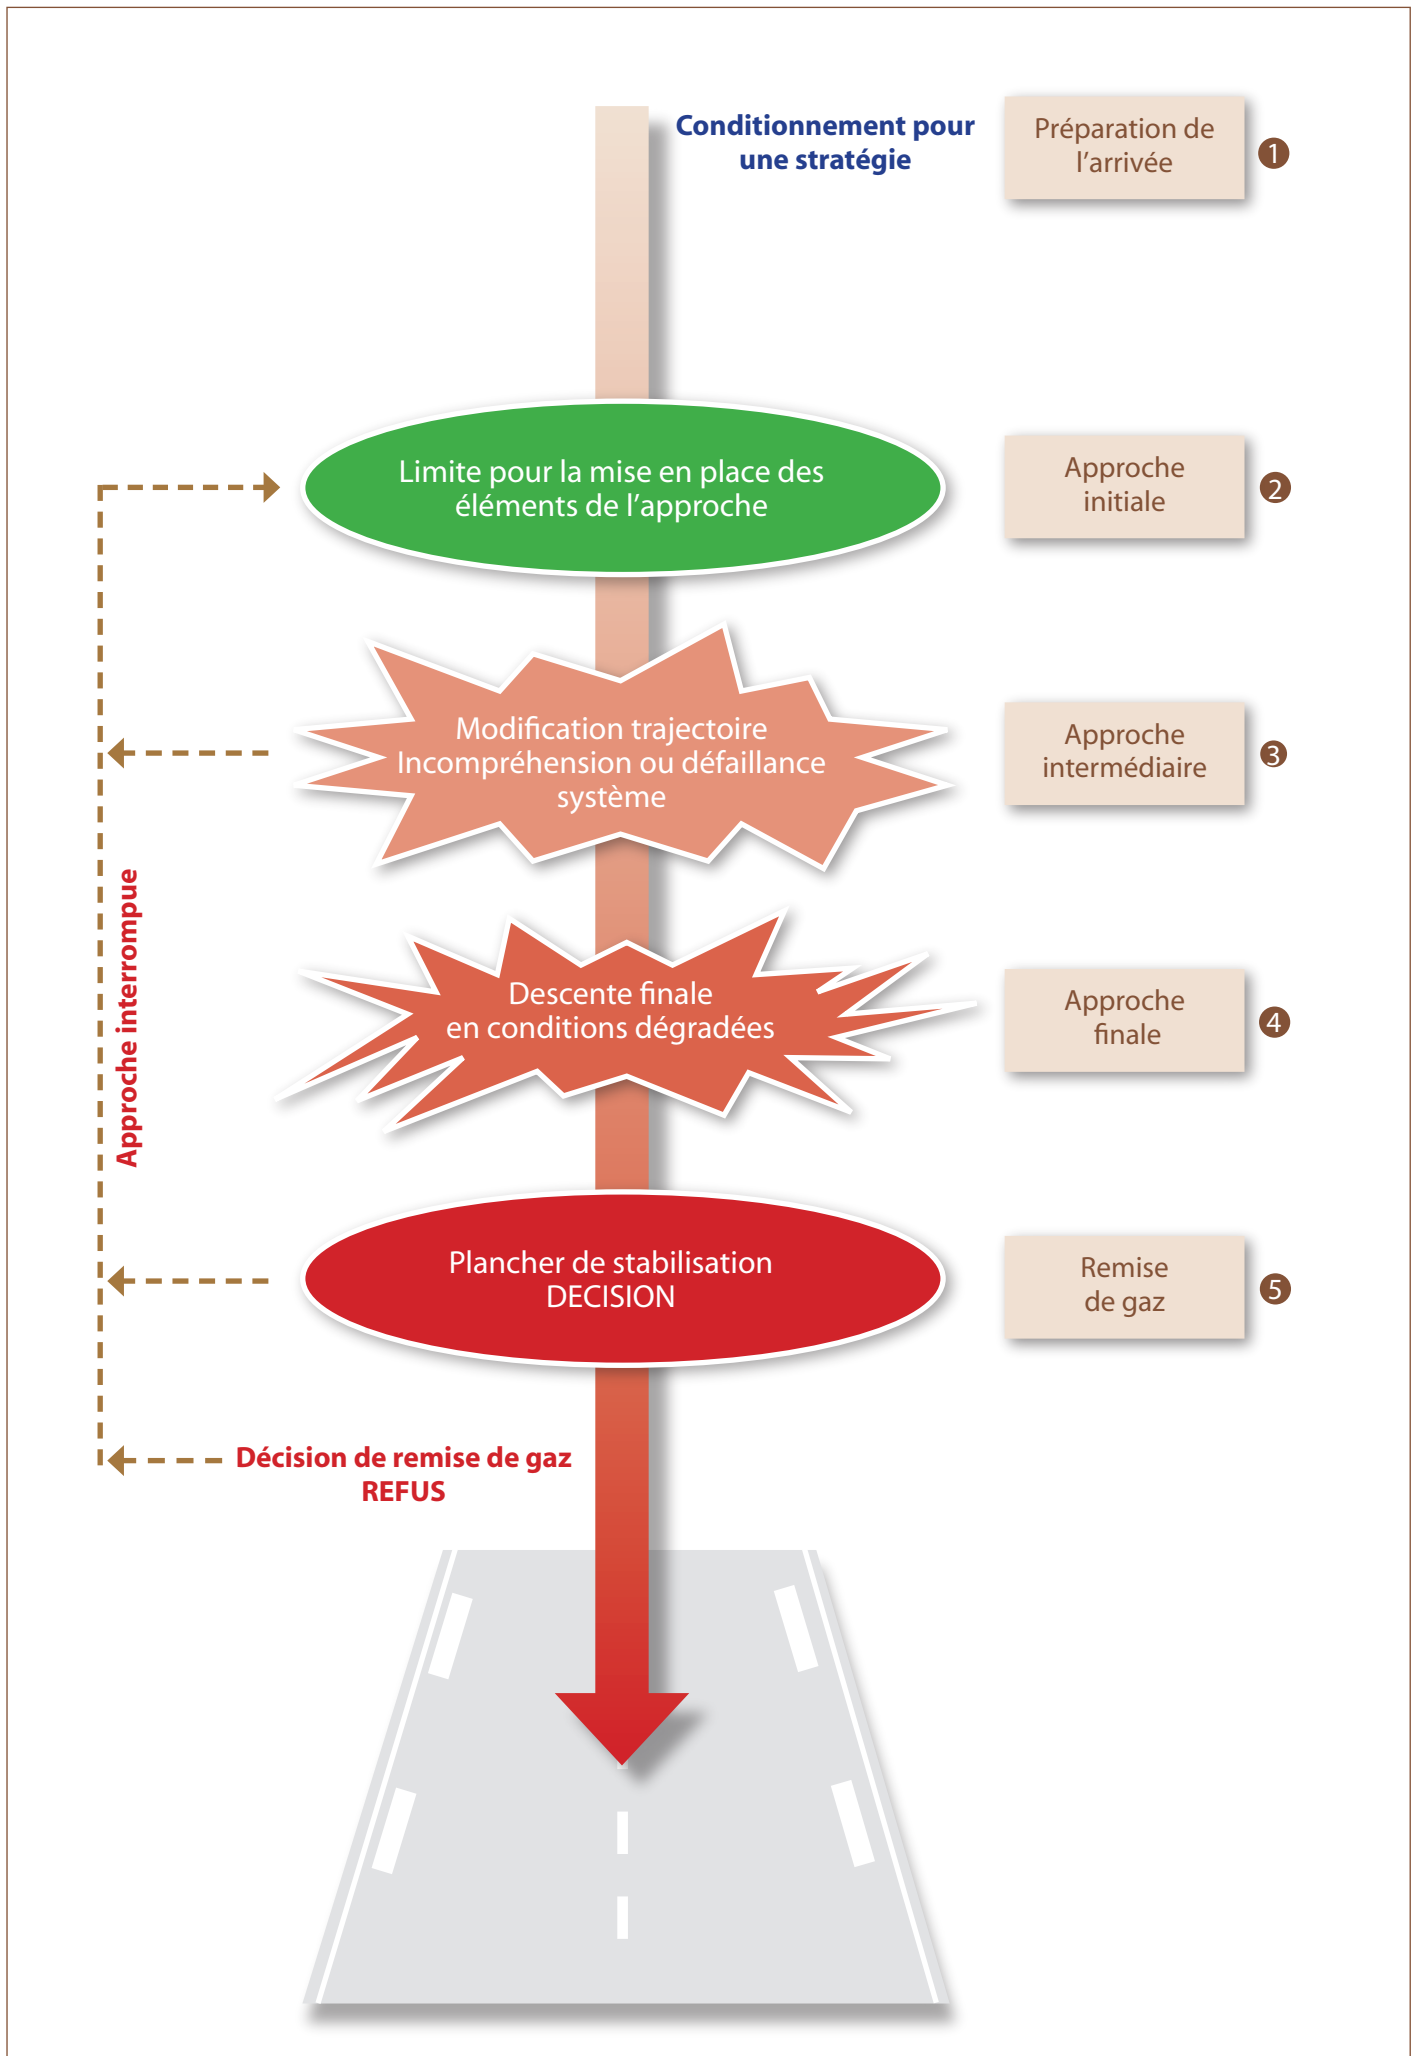 Conditionnement pour
une stratégie
Préparation de
l'arrivée
1
Limite pour la mise en place des
éléments de l'approche
Approche
initiale
2
Modification trajectoire
Incompréhension ou défaillance
système
Approche
intermédiaire
3
Approche interrompue
Descente finale
en conditions dégradées
Approche
finale
4
Plancher de stabilisation
DECISION
Remise
de gaz
5
Décision de remise de gaz
REFUS